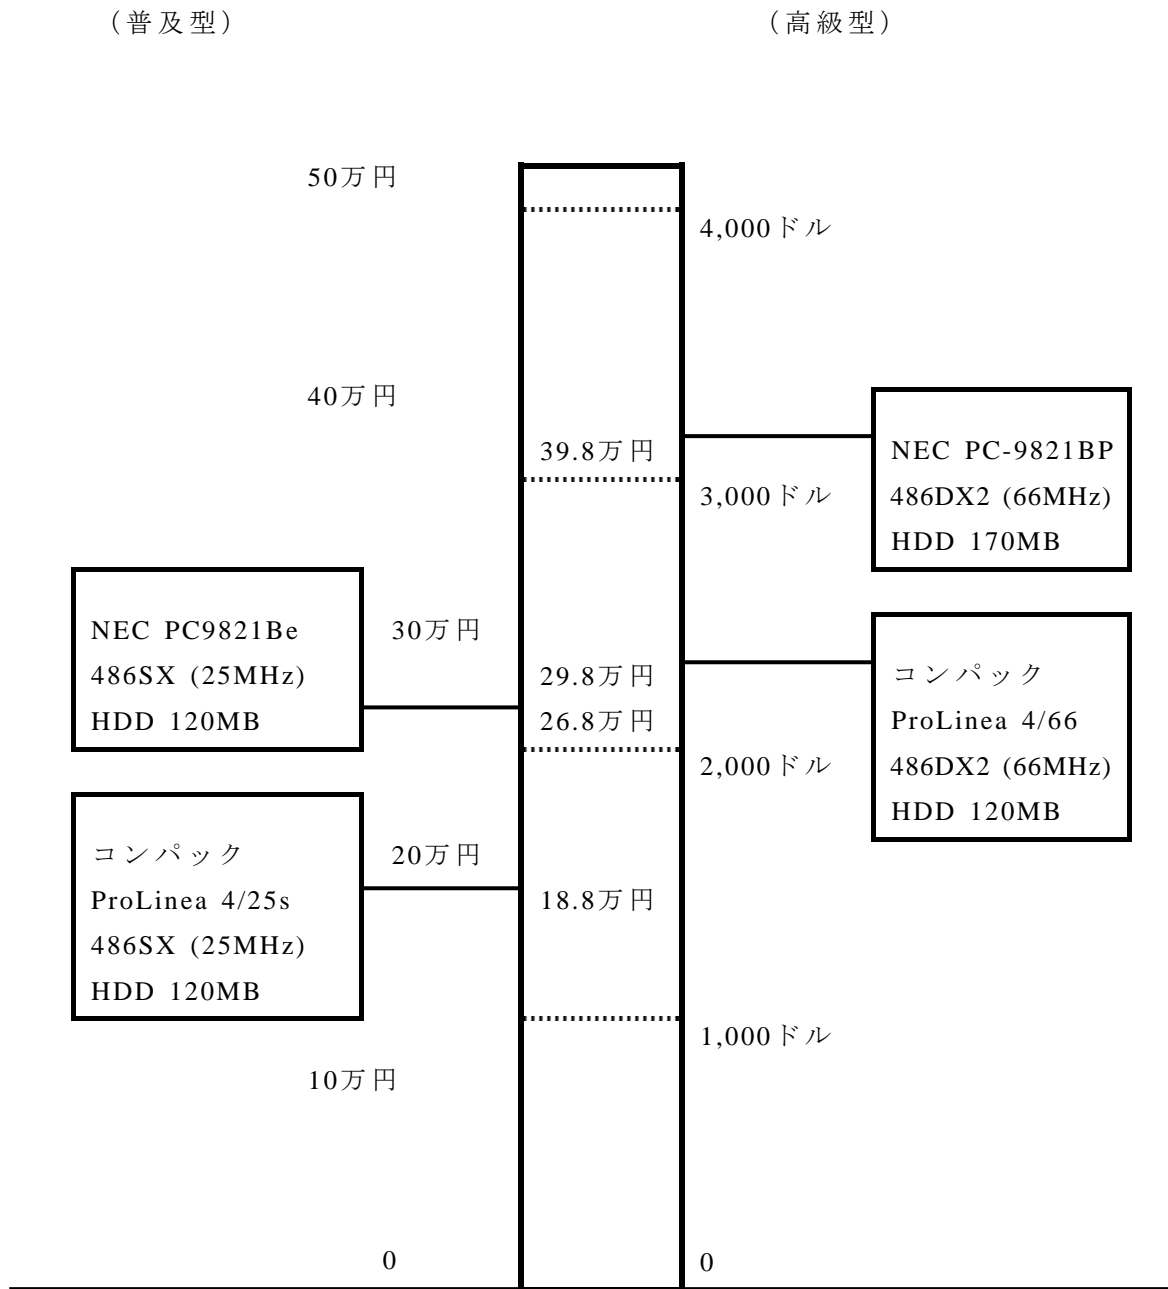 (普及型)
(高級型)
50万円
4,000ドル
40万円
39.8万円
3,000ドル
NEC PC-9821BP
486DX2 (66MHz)
HDD 170MB
NEC PC9821Be
486SX (25MHz)
HDD 120MB
30万円
29.8万円
26.8万円
2,000ドル
コンパック
ProLinea 4/66
486DX2 (66MHz)
HDD 120MB
コンパック
ProLinea 4/25s
486SX (25MHz)
HDD 120MB
20万円
18.8万円
1,000ドル
10万円
0
0